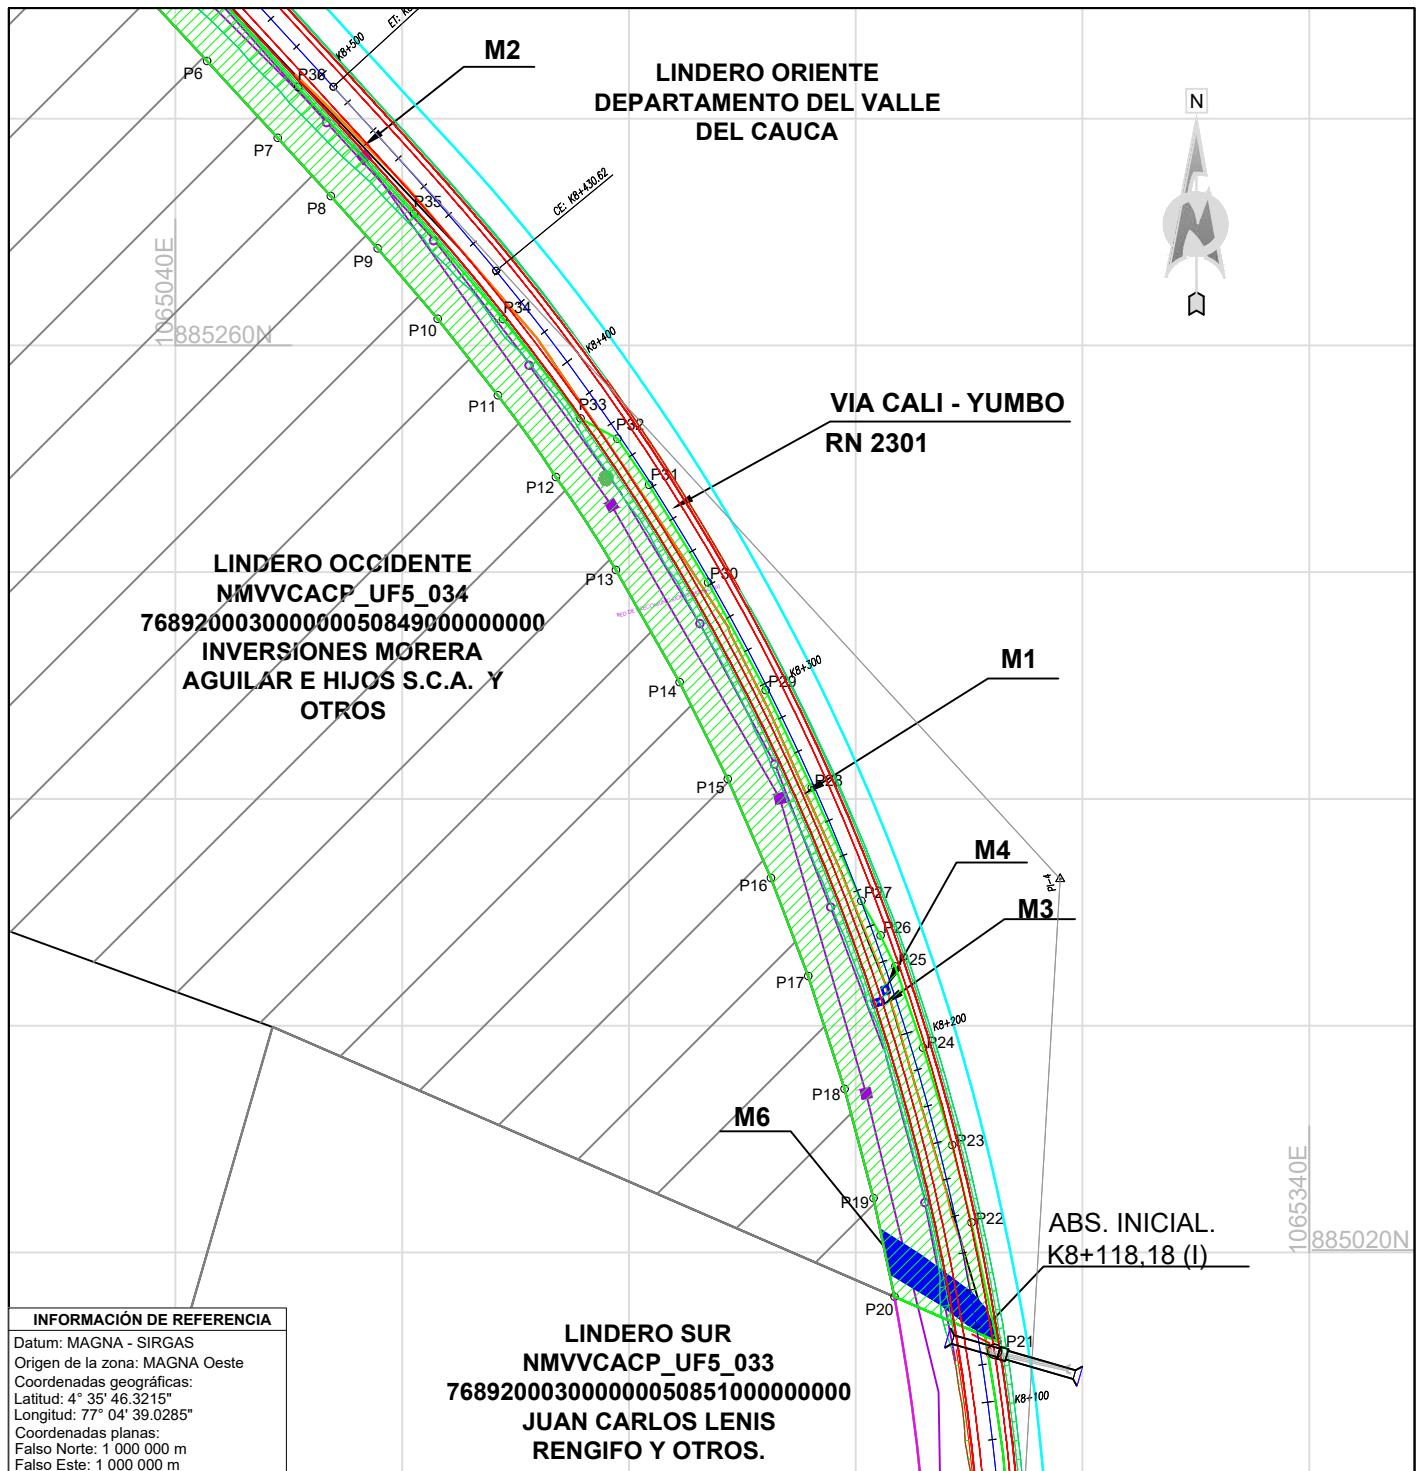 ET: K8
K8+500
M2
P6
P36
LINDERO ORIENTE
DEPARTAMENTO DEL VALLE
DEL CAUCA
N
P7
P8
P35
CE: K8+430.62
P9
1065040E
885260N
P10
P34
K8+400
P11
P33
P32
VIA CALI - YUMBO
RN 2301
P12
P31
LINDERO OCCIDENTE
NMVVCACP_UF5_034
768920003000000050849000000000
INVERSIONES MORERA
AGUILAR E HIJOS S.C.A. Y
OTROS
P13
P30
RED DE
K8+300
M1
P14
P29
P15
P28
M4
P16
PI-4
P27
M3
P26
P25
P17
K8+200
P24
P18
M6
P23
P19
P22
1065340E
885020N
ABS. INICIAL.
K8+118,18 (I)
P20
P21
K8+100
LINDERO SUR
NMVVCACP_UF5_033
768920003000000050851000000000
JUAN CARLOS LENIS
RENGIFO Y OTROS.
INFORMACIÓN DE REFERENCIA
Datum: MAGNA - SIRGAS
Origen de la zona: MAGNA Oeste
Coordenadas geográficas:
Latitud: 4° 35' 46.3215"
Longitud: 77° 04' 39.0285"
Coordenadas planas:
Falso Norte: 1 000 000 m
Falso Este: 1 000 000 m